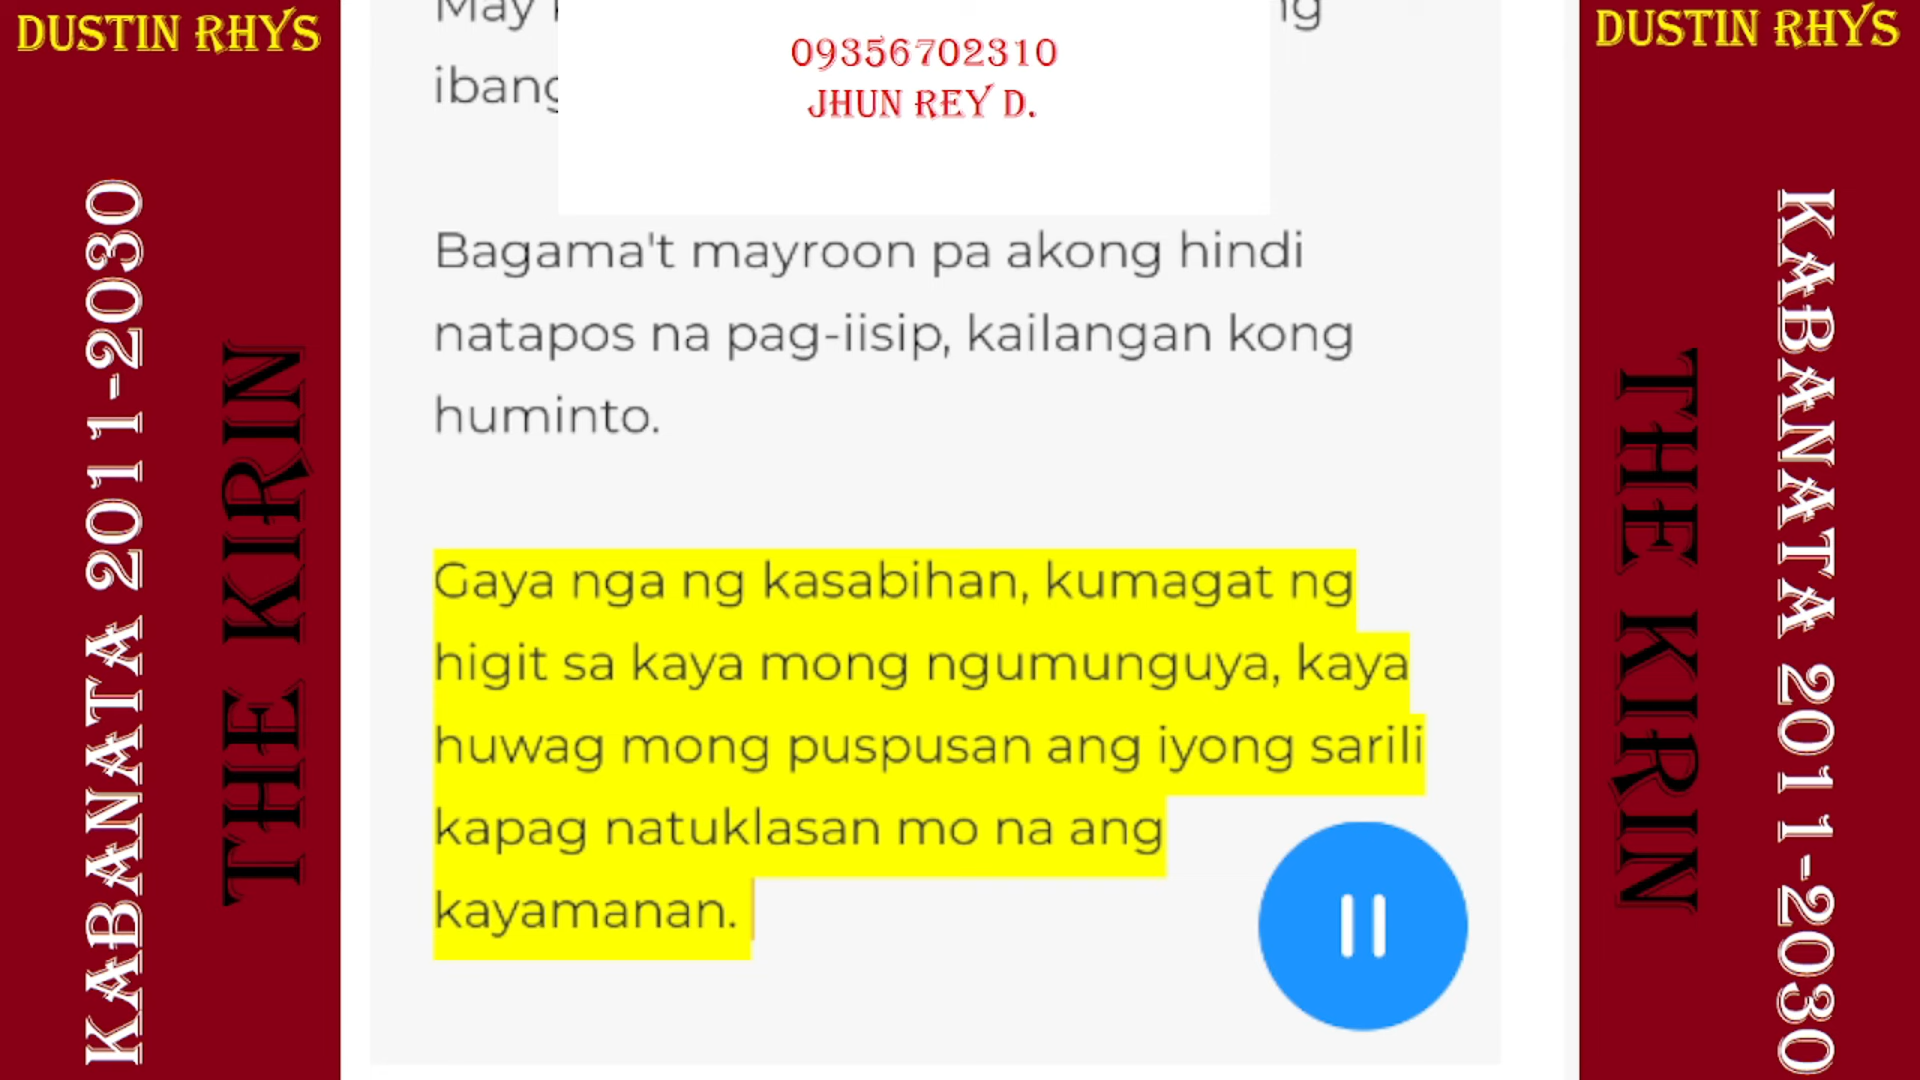 DUSTIN RHYS
KABANATA 2011-2030
THE KIRIN
May
ibang
09356702310
JHUN REY D.
Bagama't mayroon pa akong hindi
natapos na pag-iisip, kailangan kong
huminto.
Gaya nga ng kasabihan, kumagat ng
higit sa kaya mong ngumunguya, kaya
huwag mong puspusan ang iyong sarili
kapag natuklasan mo na ang
kayamanan.
DUSTIN RHYS
THE KIRIN
KABANATA 2011-2030